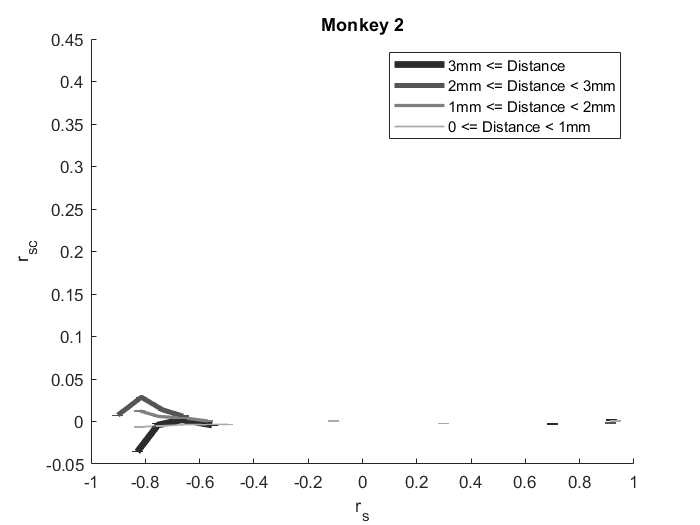 Monkey 2
0.45
3mm <= Distance
2mm <= Distance < 3mm
1mm <= Distance < 2mm
0 <= Distance < 1mm
0.4
0.35
0.3
0.25
0.2
0.15
0.1
0.05
0
-0.05
r_sc
-1 -0.8 -0.6 -0.4 -0.2 0 0.2 0.4 0.6 0.8 1
r_s